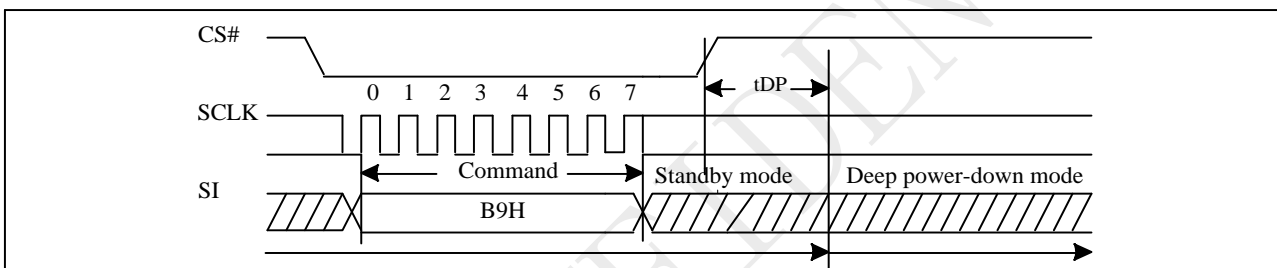 CS#
tDP
0 1 2 3 4 5 6 7
SCLK
Command
Standby mode
Deep power-down mode
SI
B9H